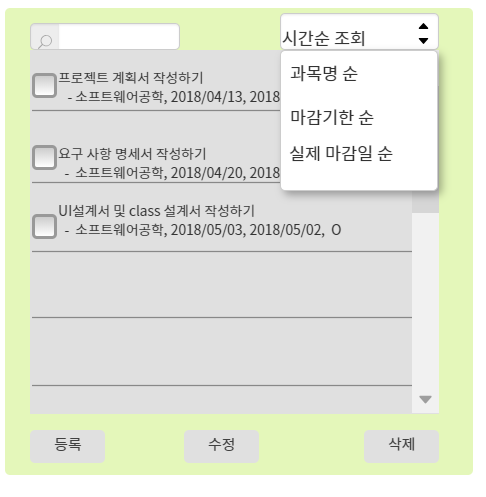 시간순 조회
과목명 순
마감기한 순
실제 마감일 순
프로젝트 계획서 작성하기
- 소프트웨어공학, 2018/04/13, 2018
요구 사항 명세서 작성하기
- 소프트웨어공학, 2018/04/20, 2018
UI설계서 및 class 설계서 작성하기
- 소프트웨어공학, 2018/05/03, 2018/05/02, O
등록
수정
삭제